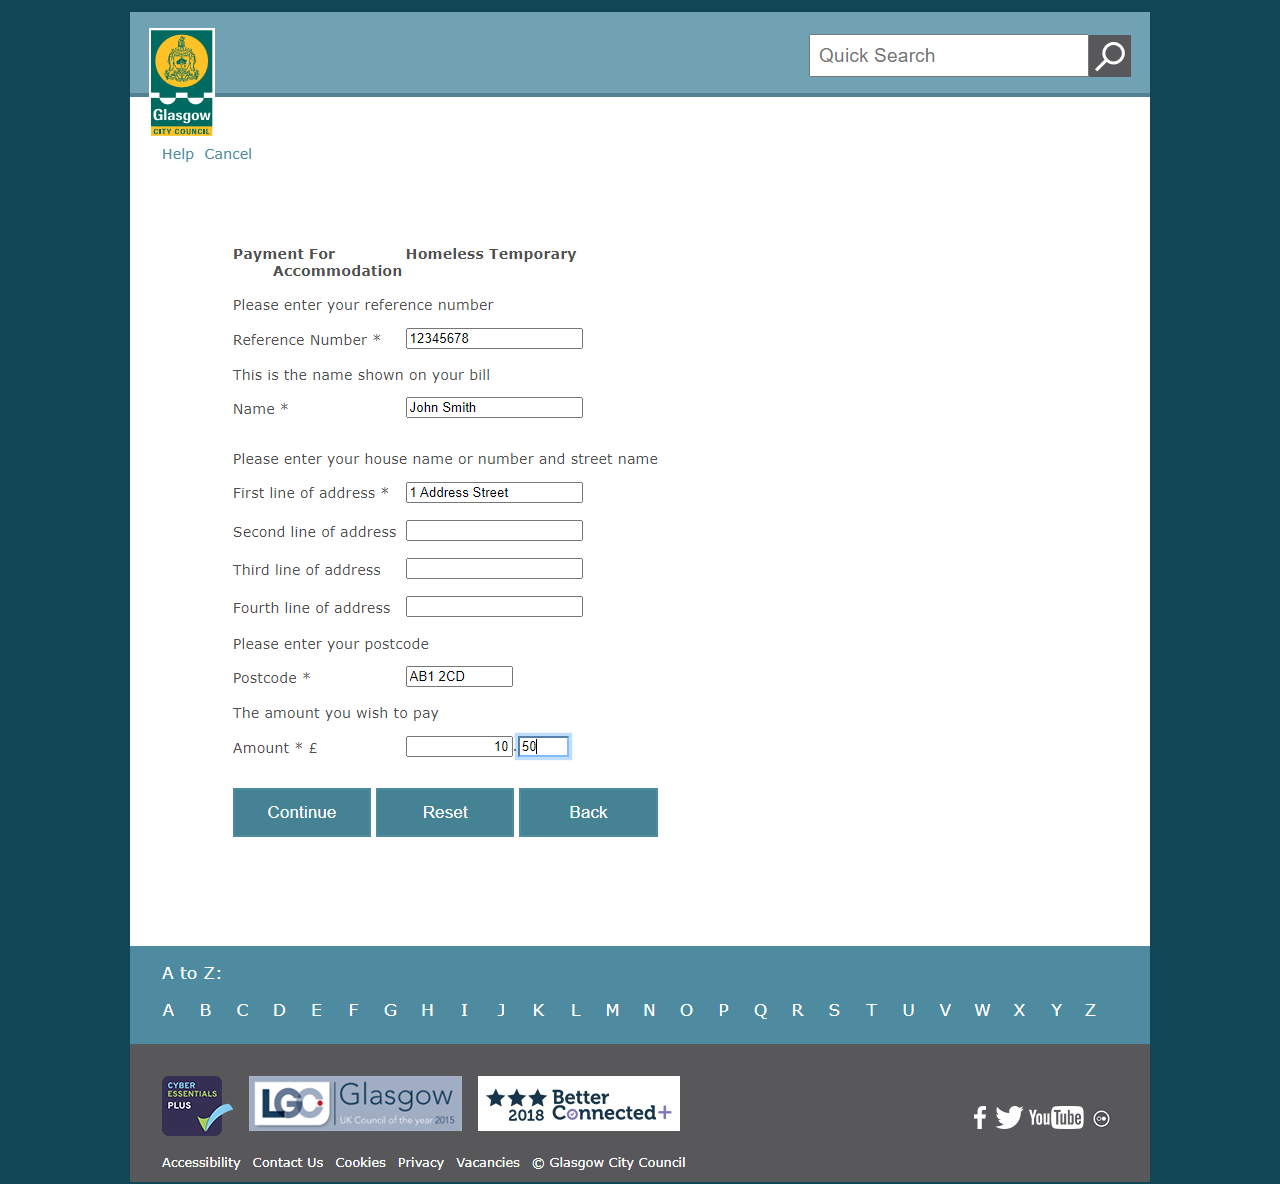 Quick Search
Glasgow
CITY COUNCIL
Help Cancel
Payment For Homeless Temporary
Accommodation
Please enter your reference number
Reference Number * 12345678
This is the name shown on your bill
Name * John Smith
Please enter your house name or number and street name
First line of address * 1 Address Street
Second line of address
Third line of address
Fourth line of address
Please enter your postcode
Postcode * AB1 2CD
The amount you wish to pay
Amount * £ 10.50
Continue Reset Back
A to Z:
A B C D E F G H I J K L M N O P Q R S T U V W X Y Z
CYBER
ESSENTIALS
PLUS
LGC Glasgow
UK Council of the year 2015
Better
2018 Connected+
You Tube
Accessibility Contact Us Cookies Privacy Vacancies © Glasgow City Council